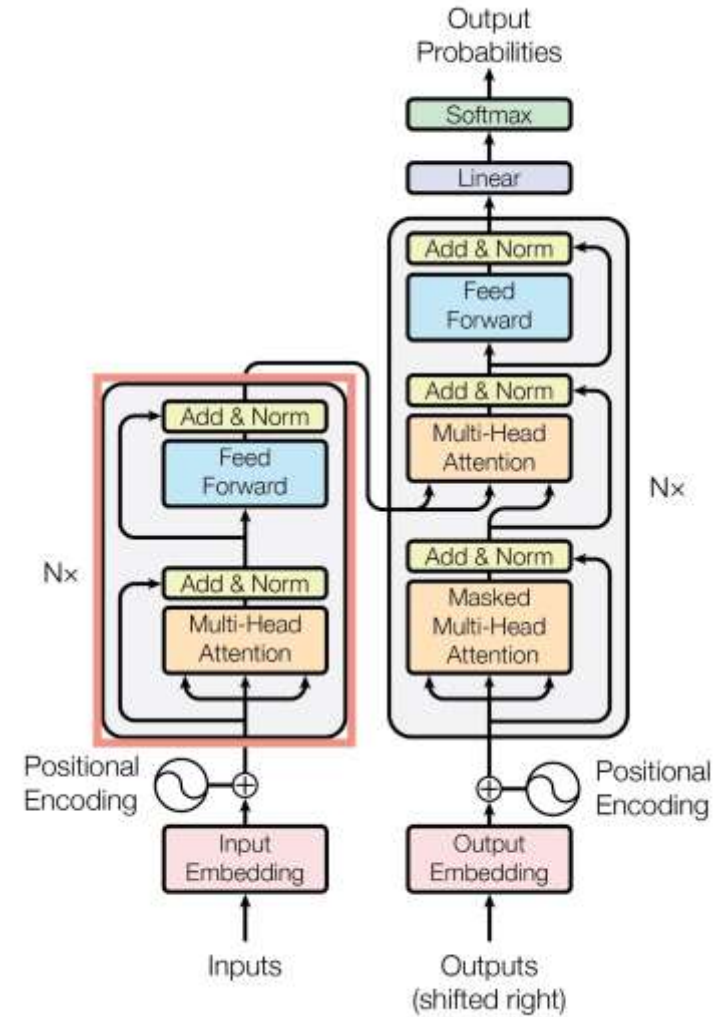 Output
Probabilities
Softmax
Linear
Add & Norm
Feed
Forward
Add & Norm
Multi-Head
Attention
Nx
Add & Norm
Masked
Multi-Head
Attention
Add & Norm
Feed
Forward
Nx
Add & Norm
Multi-Head
Attention
Positional
Encoding
Positional
Encoding
Input
Embedding
Output
Embedding
Inputs
Outputs
(shifted right)